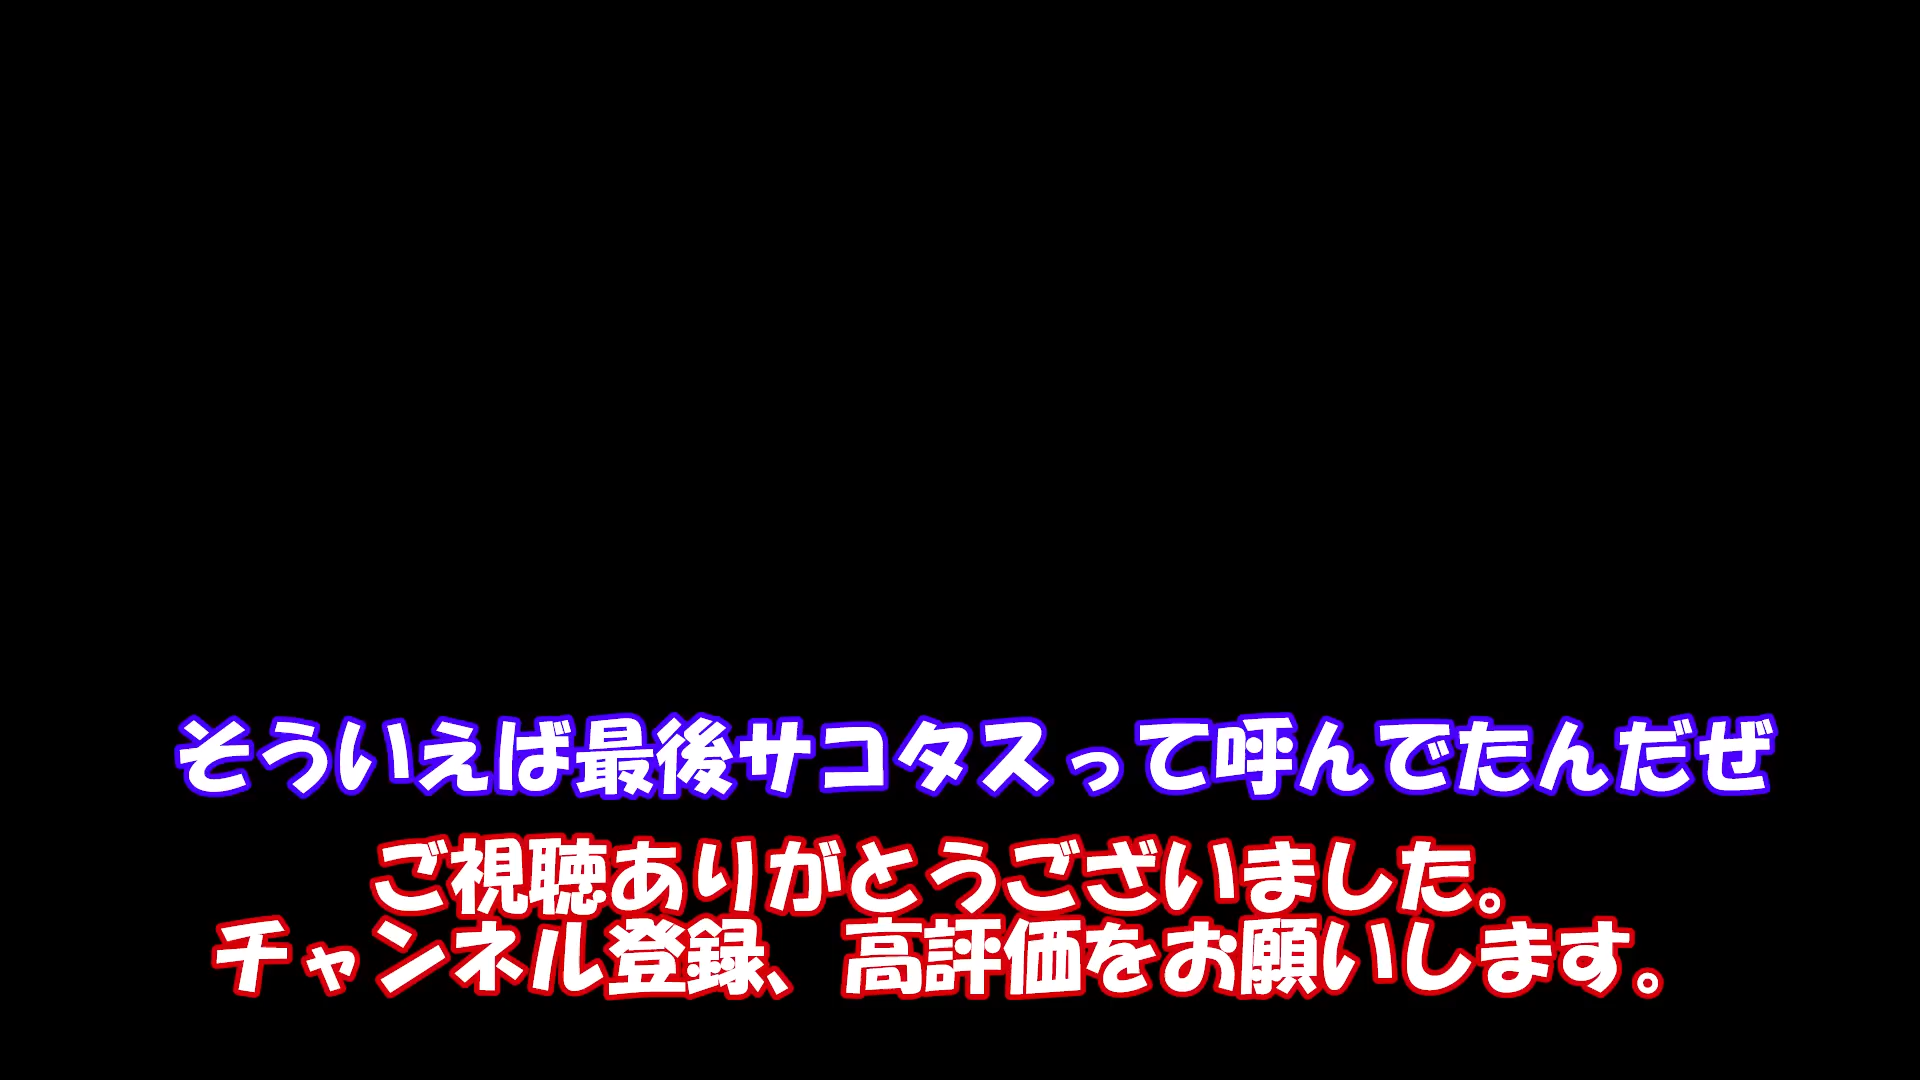 そういえば最後サコタスって呼んでたんだぜ
ご視聴ありがとうございました。
チャンネル登録、高評価をお願いします。